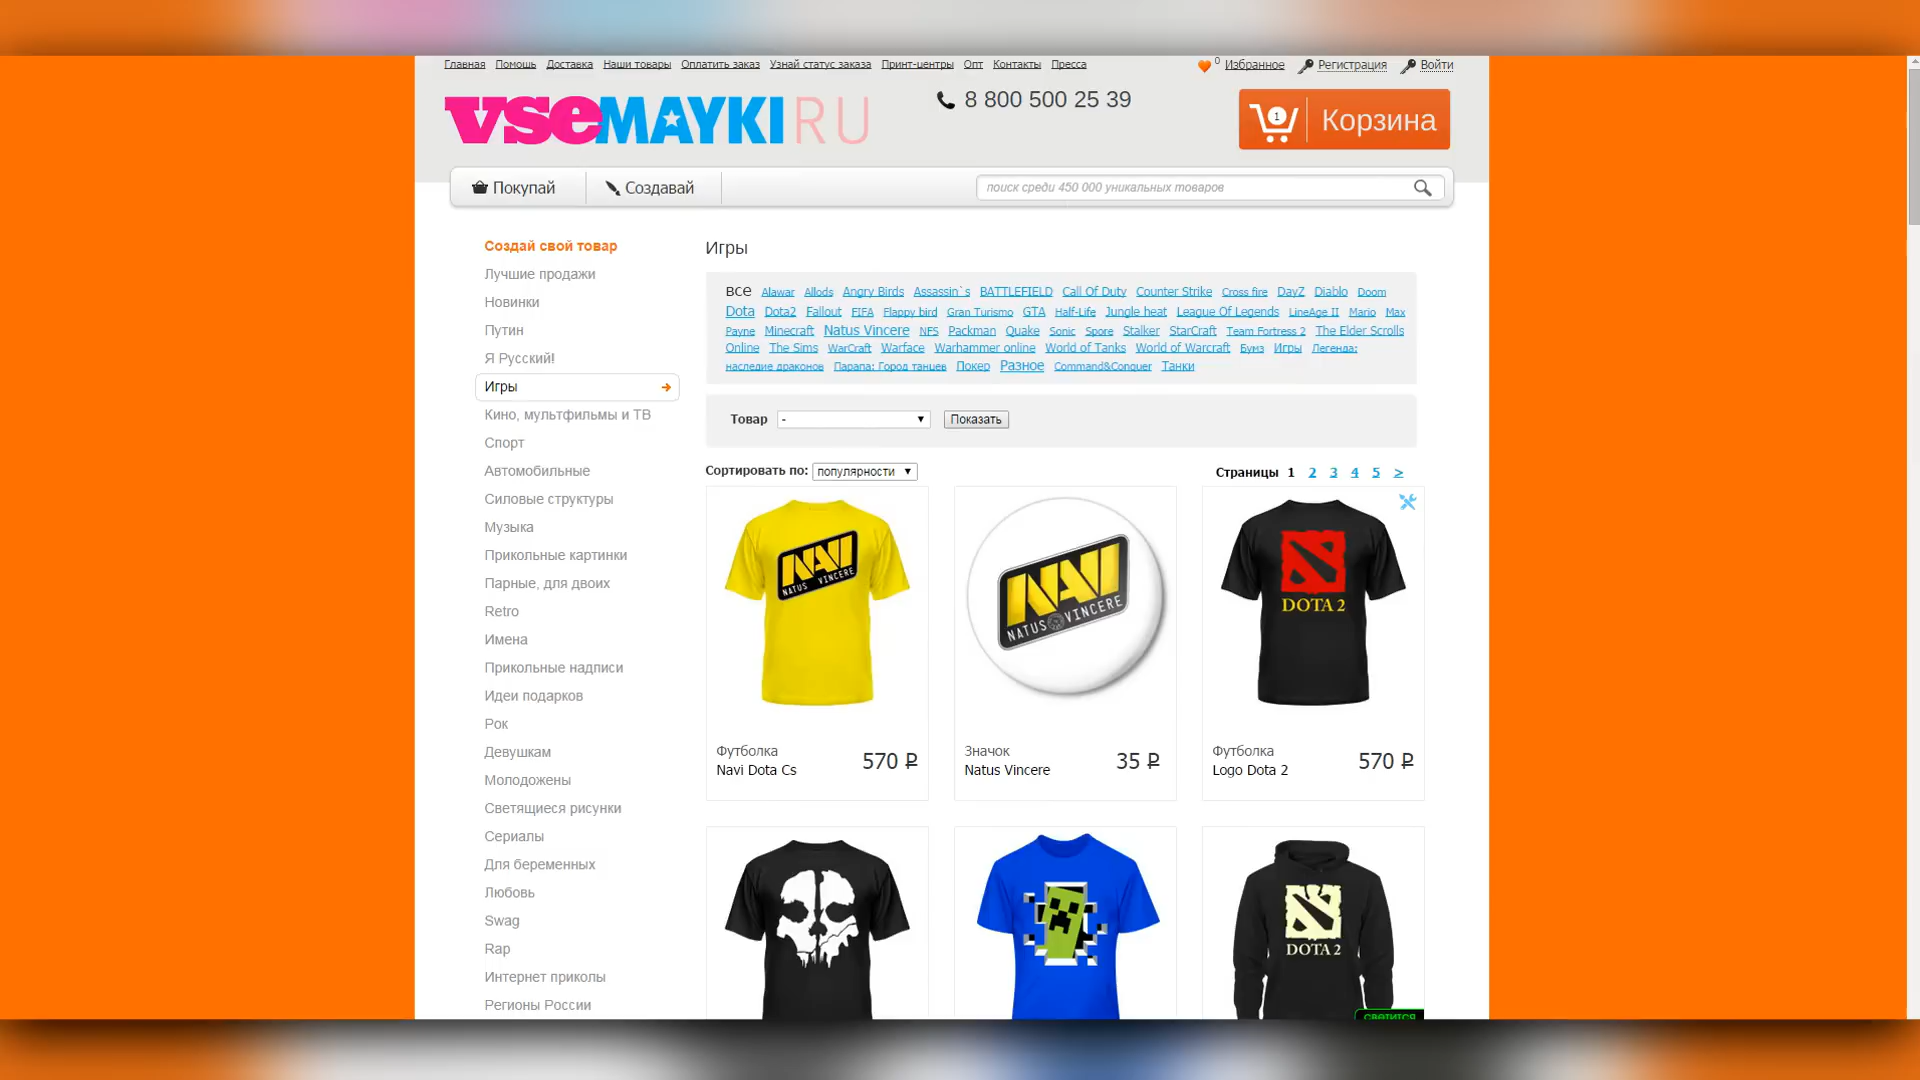 Главная Помощь Доставка Наши товары Оплатить заказ Узнай статус заказа Принт-центры Опт Контакты Пресса
0 Избранное Регистрация Войти
vseMAYKIRU
8 800 500 25 39
1 Корзина
Покупай Создавай
поиск среди 450 000 уникальных товаров
Создай свой товар
Лучшие продажи
Новинки
Путин
Я Русский!
Игры
Кино, мультфильмы и ТВ
Спорт
Автомобильные
Силовые структуры
Музыка
Прикольные картинки
Парные, для двоих
Retro
Имена
Прикольные надписи
Идеи подарков
Рок
Девушкам
Молодожены
Светящиеся рисунки
Сериалы
Для беременных
Любовь
Swag
Rap
Интернет приколы
Регионы России
Игры
все Alawar Allods Angry Birds Assassin`s BATTLEFIELD Call Of Duty Counter Strike Cross fire DayZ Diablo Doom
Dota Dota2 Fallout FIFA Flappy bird Gran Turismo GTA Half-Life Jungle heat League Of Legends LineAge II Mario Max
Payne Minecraft Natus Vincere NFS Packman Quake Sonic Spore Stalker StarCraft Team Fortress 2 The Elder Scrolls
Online The Sims WarCraft Warface Warhammer online World of Tanks World of Warcraft Бумз Игры Легенда:
наследие драконов Парапа: Город танцев Покер Разное Command&Conquer Танки
Товар - Показать
Сортировать по: популярности
Страницы 1 2 3 4 5 >
NAVI
NATUS VINCERE
NAVI
NATUS VINCERE
DOTA 2
Футболка
Navi Dota Cs
570 ₽
Значок
Natus Vincere
35 ₽
Футболка
Logo Dota 2
570 ₽
DOTA 2
светится